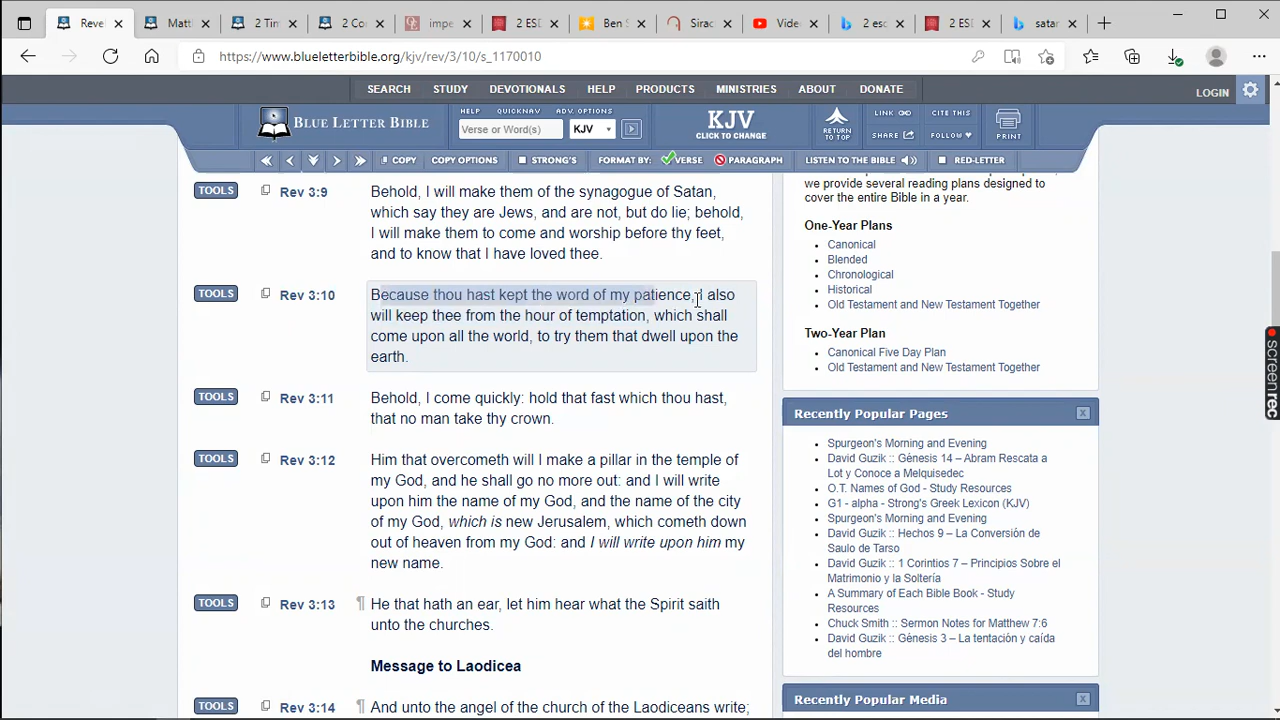 Revel
Matth
2 Tim
2 Co
impe
2 ESD
Ben S
Sirac
Vide
2 esc
2 ESD
satar
https://www.blueletterbible.org/kjv/rev/3/10/s_1170010
SEARCH STUDY DEVOTIONALS HELP PRODUCTS MINISTRIES ABOUT DONATE
LOGIN
BLUE LETTER BIBLE
HELP QUICKNAV ADV. OPTIONS
Verse or Word(s) KJV
KJV
CLICK TO CHANGE
RETURN
TO TOP
LINK CITE THIS
SHARE FOLLOW
PRINT
COPY COPY OPTIONS STRONG'S FORMAT BY: VERSE PARAGRAPH LISTEN TO THE BIBLE RED-LETTER
TOOLS Rev 3:9 Behold, I will make them of the synagogue of Satan,
which say they are Jews, and are not, but do lie; behold,
I will make them to come and worship before thy feet,
and to know that I have loved thee.
TOOLS Rev 3:10 Because thou hast kept the word of my patience, I also
will keep thee from the hour of temptation, which shall
come upon all the world, to try them that dwell upon the
earth.
TOOLS Rev 3:11 Behold, I come quickly: hold that fast which thou hast,
that no man take thy crown.
TOOLS Rev 3:12 Him that overcometh will I make a pillar in the temple of
my God, and he shall go no more out: and I will write
upon him the name of my God, and the name of the city
of my God, which is new Jerusalem, which cometh down
out of heaven from my God: and I will write upon him my
new name.
TOOLS Rev 3:13 ¶ He that hath an ear, let him hear what the Spirit saith
unto the churches.
Message to Laodicea
TOOLS Rev 3:14 ¶ And unto the angel of the church of the Laodiceans write;
we provide several reading plans designed to
cover the entire Bible in a year.
One-Year Plans
• Canonical
• Blended
• Chronological
• Historical
• Old Testament and New Testament Together
Two-Year Plan
• Canonical Five Day Plan
• Old Testament and New Testament Together
Recently Popular Pages
• Spurgeon's Morning and Evening
• David Guzik :: Génesis 14 – Abram Rescata a
Lot y Conoce a Melquisedec
• O.T. Names of God - Study Resources
• G1 - alpha - Strong's Greek Lexicon (KJV)
• Spurgeon's Morning and Evening
• David Guzik :: Hechos 9 – La Conversión de
Saulo de Tarso
• David Guzik :: 1 Corintios 7 – Principios Sobre el
Matrimonio y la Soltería
• A Summary of Each Bible Book - Study
Resources
• Chuck Smith :: Sermon Notes for Matthew 7:6
• David Guzik :: Génesis 3 – La tentación y caída
del hombre
Recently Popular Media
screenrec